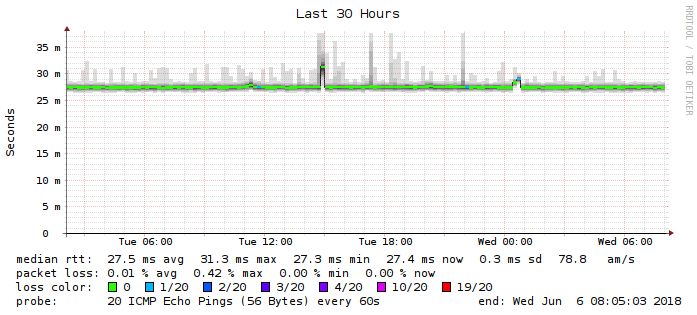 Last 30 Hours
RRDTOOL / TOBI OETIKER
Seconds
35 m
30 m
25 m
20 m
15 m
10 m
5 m
0
Tue 06:00 Tue 12:00 Tue 18:00 Wed 00:00 Wed 06:00
median rtt: 27.5 ms avg 31.3 ms max 27.3 ms min 27.4 ms now 0.3 ms sd 78.8 am/s
packet loss: 0.01 % avg 0.42 % max 0.00 % min 0.00 % now
loss color: 0 1/20 2/20 3/20 4/20 10/20 19/20
probe: 20 ICMP Echo Pings (56 Bytes) every 60s end: Wed Jun 6 08:05:03 2018